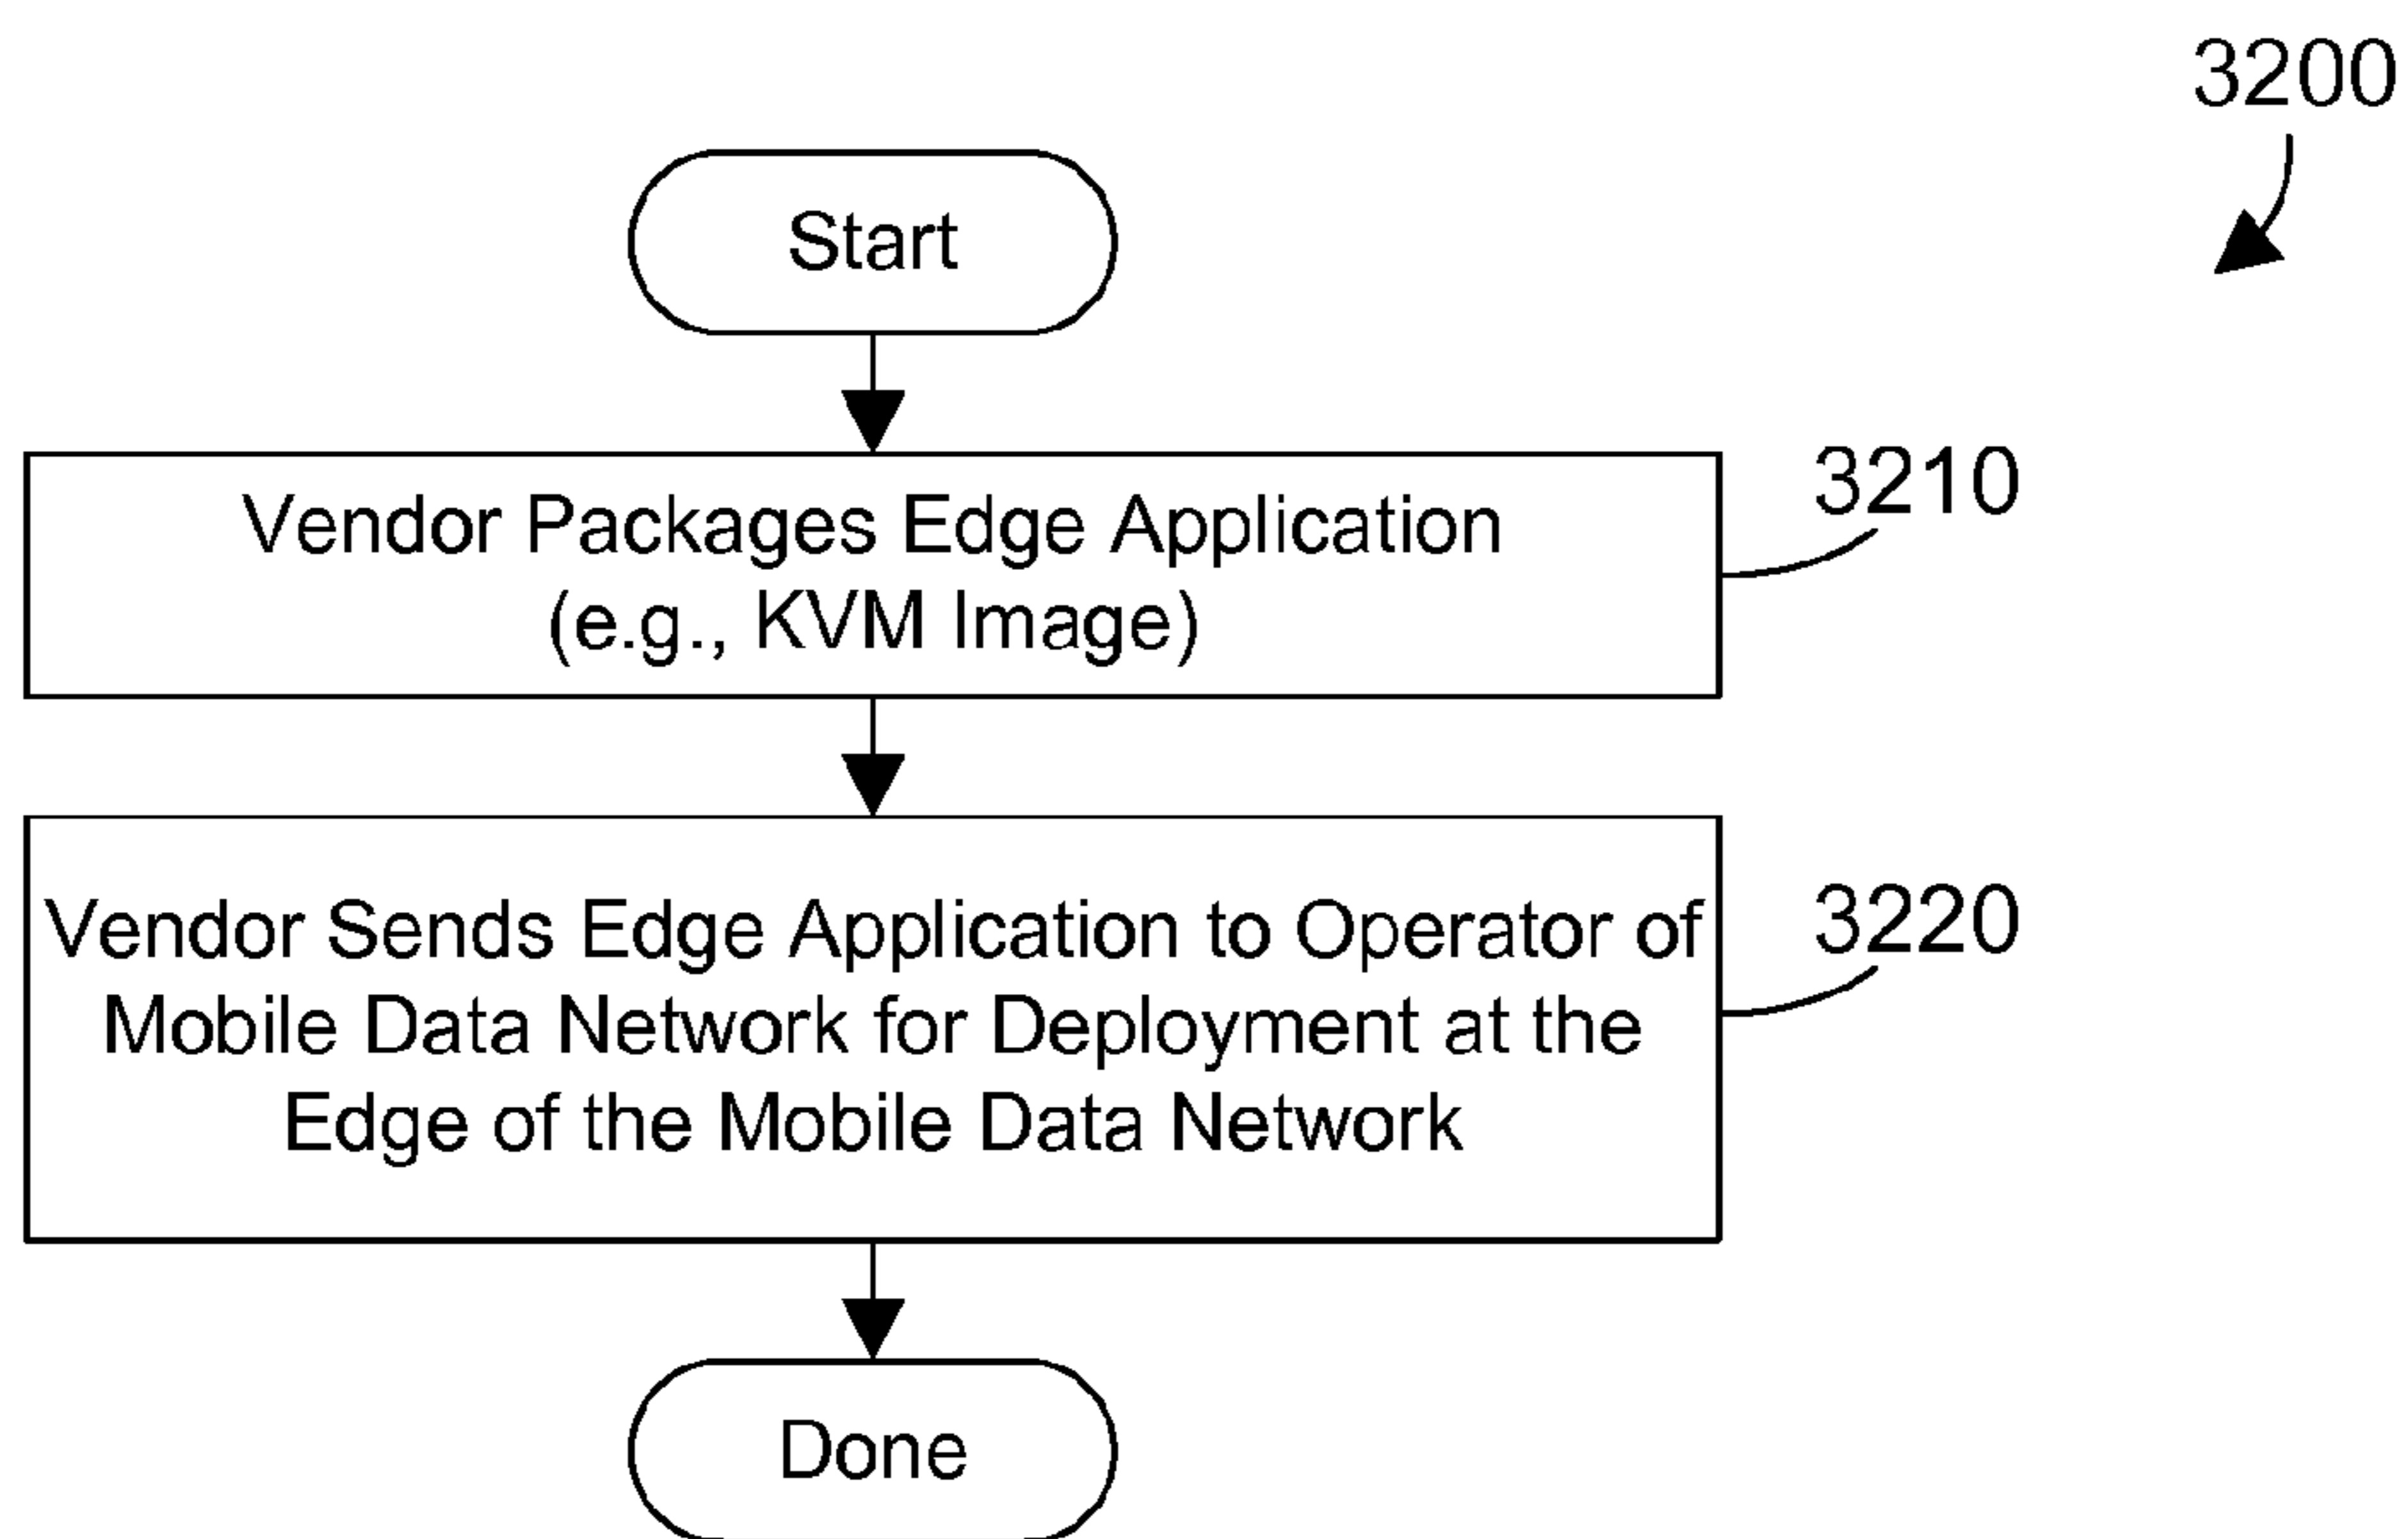 3200
Start
Vendor Packages Edge Application
(e.g., KVM Image)
3210
Vendor Sends Edge Application to Operator of
Mobile Data Network for Deployment at the
Edge of the Mobile Data Network
3220
Done